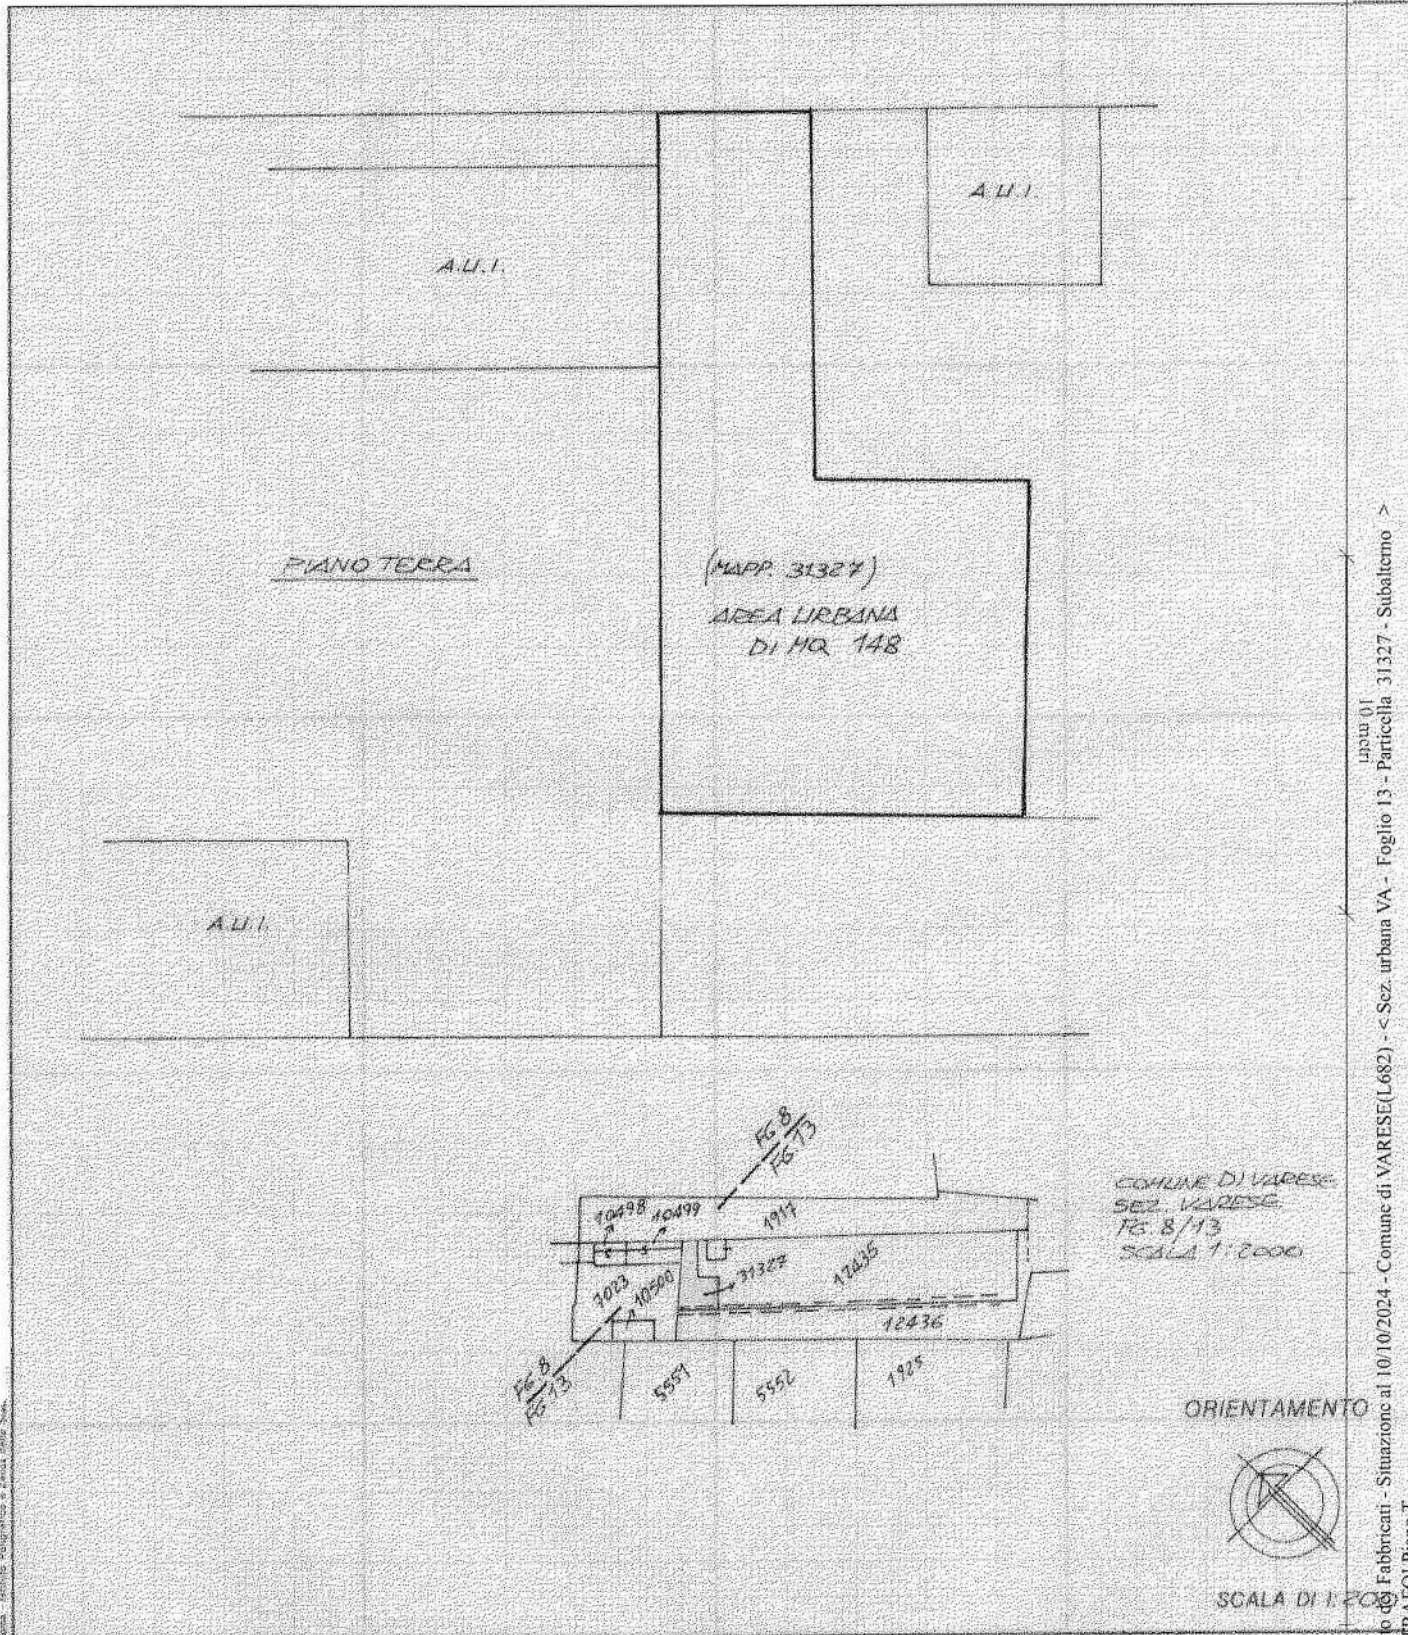 A.U.I.
A.U.I.
PIANO TERRA
(MAPP. 31327)
AREA URBANA
DI MQ 148
A.U.I.
FG. 8
FG. 13
10498
10499
1917
7023
10500
31327
12435
12436
FG. 8
FG. 13
5551
5552
1925
COMUNE DI VARESE
SEZ. VARESE
FG. 8/13
SCALA 1:2000
ORIENTAMENTO
SCALA DI 1:200
10 metri
Fabbricati - Situazione al 10/10/2024 - Comune di VARESE(L682) - < Sez. urbana VA - Foglio 13 - Particella 31327 - Subalterno >
Piano T